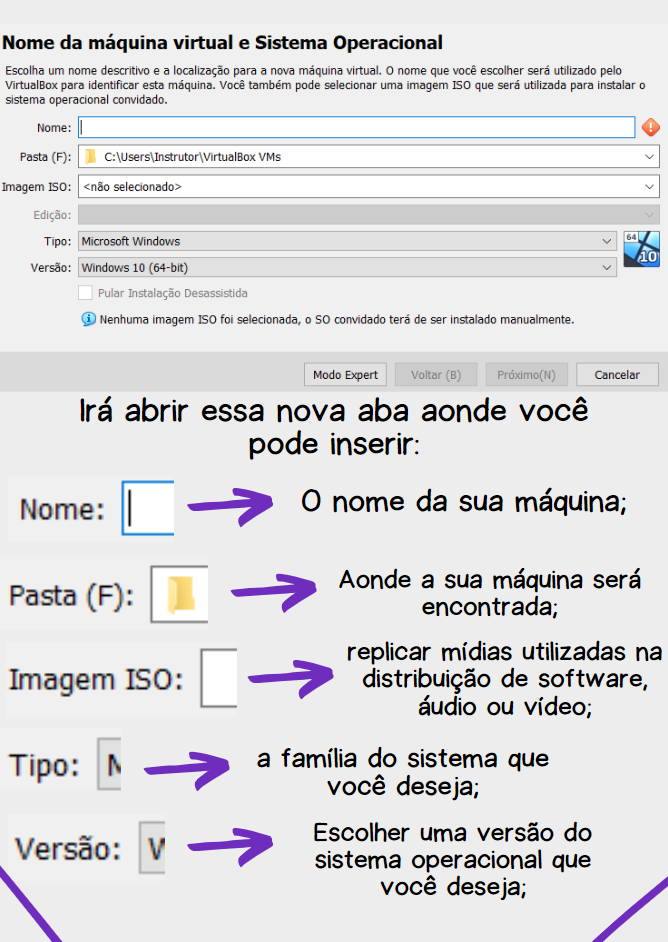 Nome da máquina virtual e Sistema Operacional
Escolha um nome descritivo e a localização para a nova máquina virtual. O nome que você escolher será utilizado pelo
VirtualBox para identificar esta máquina. Você também pode selecionar uma imagem ISO que será utilizada para instalar o
sistema operacional convidado.
Nome:
Pasta (F): C:\Users\Instrutor\VirtualBox VMs
Imagem ISO: <não selecionado>
Edição:
Tipo: Microsoft Windows
64
10
Versão: Windows 10 (64-bit)
Pular Instalação Desassistida
Nenhuma imagem ISO foi selecionada, o SO convidado terá de ser instalado manualmente.
Modo Expert Voltar (B) Próximo(N) Cancelar
Irá abrir essa nova aba aonde você
pode inserir:
Nome: O nome da sua máquina;
Pasta (F): Aonde a sua máquina será
encontrada;
Imagem ISO: replicar mídias utilizadas na
distribuição de software,
áudio ou vídeo;
Tipo: a família do sistema que
você deseja;
Versão: Escolher uma versão do
sistema operacional que
você deseja;